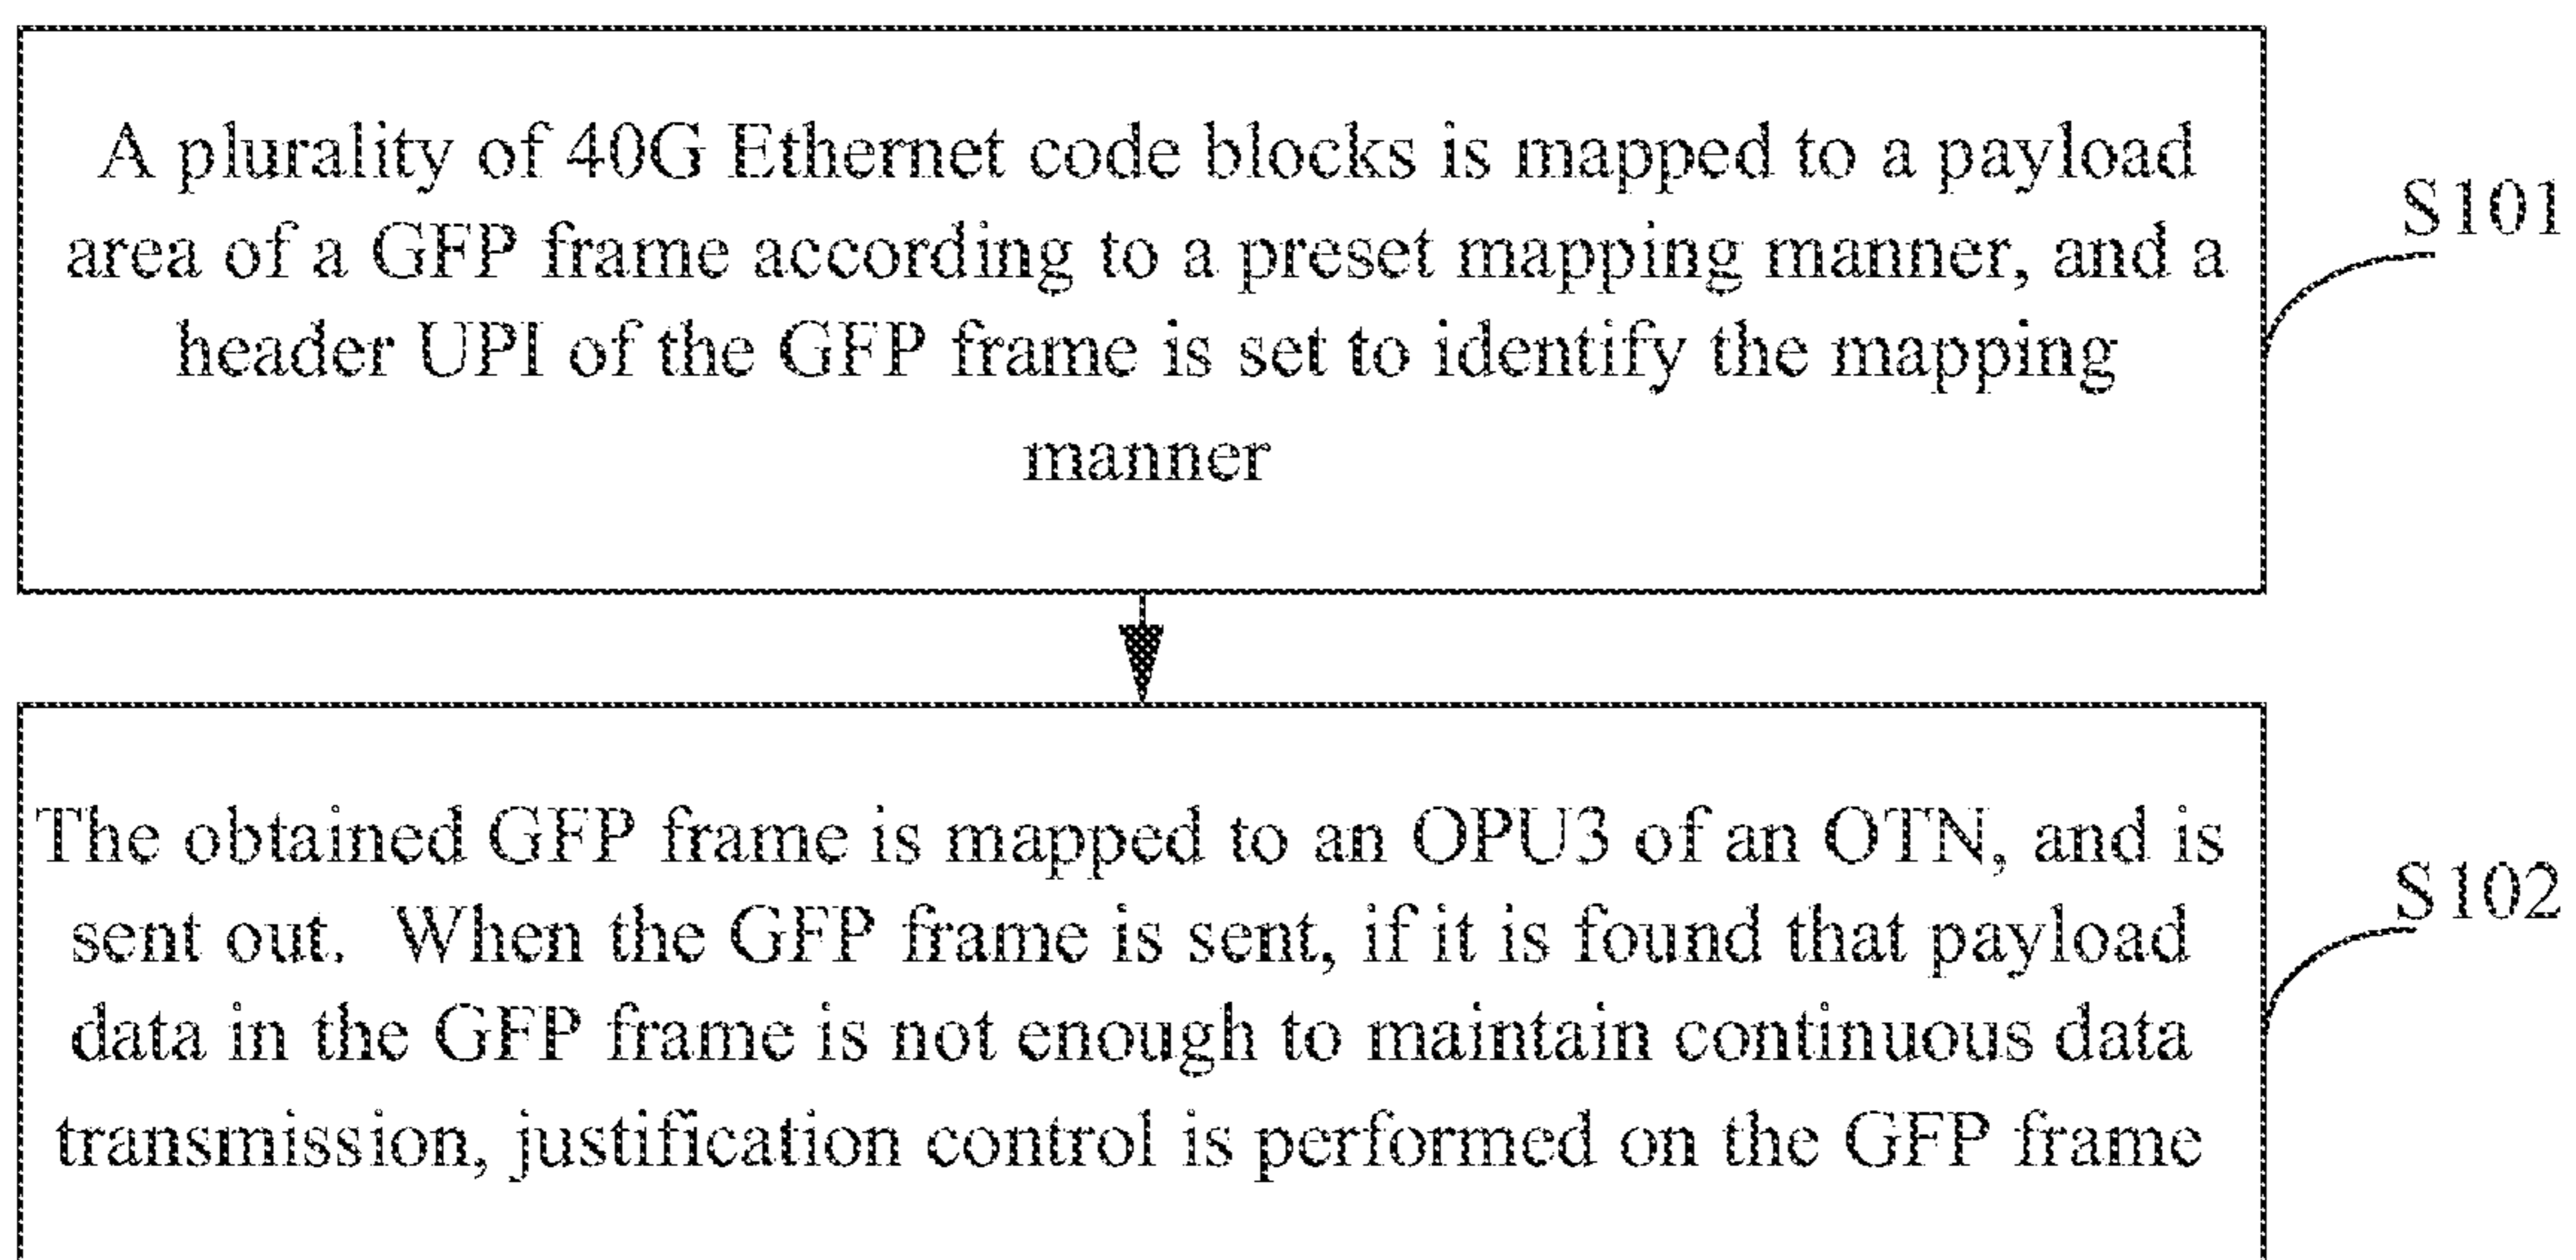 A plurality of 40G Ethernet code blocks is mapped to a payload
area of a GFP frame according to a preset mapping manner, and a
header UPI of the GFP frame is set to identify the mapping
manner
S101
The obtained GFP frame is mapped to an OPU3 of an OTN, and is
sent out. When the GFP frame is sent, if it is found that payload
data in the GFP frame is not enough to maintain continuous data
transmission, justification control is performed on the GFP frame
S102